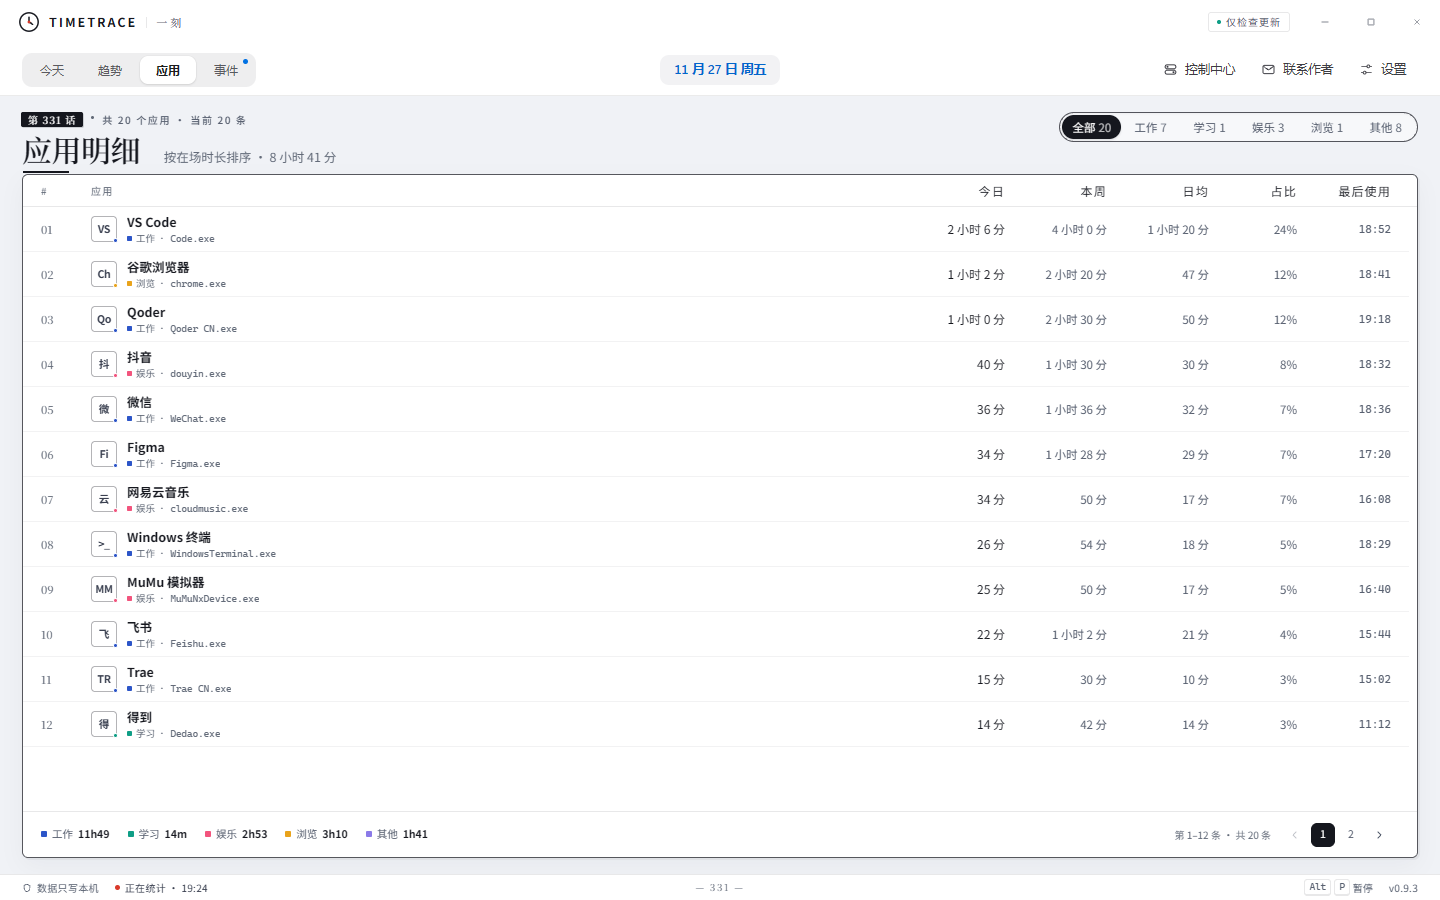 TIMETRACE 一刻
仅检查更新
今天 趋势 应用 事件
11 月 27 日 周五
控制中心 联系作者 设置
第 331 话 • 共 20 个应用 • 当前 20 条
应用明细 按在场时长排序 • 8 小时 41 分
全部 20 工作 7 学习 1 娱乐 3 浏览 1 其他 8
# 应用 今日 本周 日均 占比 最后使用
01 VS VS Code 2 小时 6 分 4 小时 0 分 1 小时 20 分 24% 18:52
工作 · Code.exe
02 Ch 谷歌浏览器 1 小时 2 分 2 小时 20 分 47 分 12% 18:41
浏览 · chrome.exe
03 Qo Qoder 1 小时 0 分 2 小时 30 分 50 分 12% 19:18
工作 · Qoder CN.exe
04 抖 抖音 40 分 1 小时 30 分 30 分 8% 18:32
娱乐 · douyin.exe
05 微 微信 36 分 1 小时 36 分 32 分 7% 18:36
工作 · WeChat.exe
06 Fi Figma 34 分 1 小时 28 分 29 分 7% 17:20
工作 · Figma.exe
07 云 网易云音乐 34 分 50 分 17 分 7% 16:08
娱乐 · cloudmusic.exe
08 >_ Windows 终端 26 分 54 分 18 分 5% 18:29
工作 · WindowsTerminal.exe
09 MM MuMu 模拟器 25 分 50 分 17 分 5% 16:40
娱乐 · MuMuNxDevice.exe
10 飞 飞书 22 分 1 小时 2 分 21 分 4% 15:44
工作 · Feishu.exe
11 TR Trae 15 分 30 分 10 分 3% 15:02
工作 · Trae CN.exe
12 得 得到 14 分 42 分 14 分 3% 11:12
学习 · Dedao.exe
工作 11h49 学习 14m 娱乐 2h53 浏览 3h10 其他 1h41
第 1–12 条 • 共 20 条 ‹ 1 2 ›
数据只写本机 正在统计 • 19:24
— 331 —
Alt P 暂停 v0.9.3